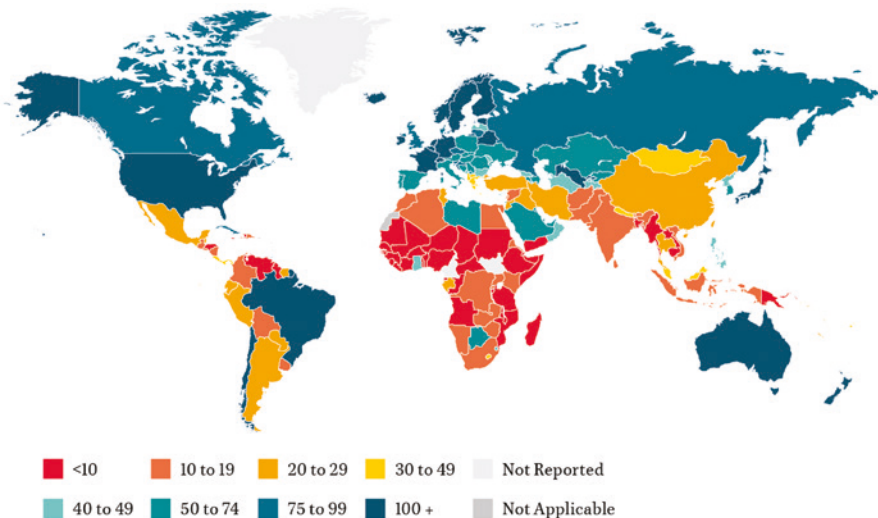 <10 10 to 19 20 to 29 30 to 49 Not Reported
40 to 49 50 to 74 75 to 99 100 + Not Applicable